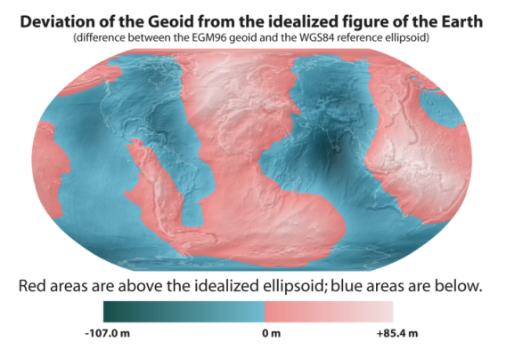 Deviation of the Geoid from the idealized figure of the Earth
(difference between the EGM96 geoid and the WGS84 reference ellipsoid)
Red areas are above the idealized ellipsoid; blue areas are below.
-107.0 m 0 m +85.4 m